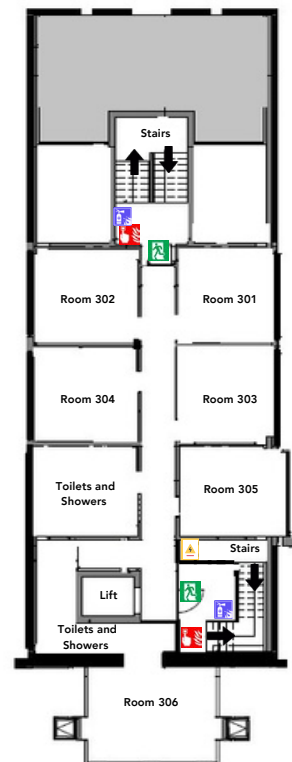 Stairs
Room 302
Room 301
Room 304
Room 303
Toilets and
Showers
Room 305
Stairs
Lift
Toilets and
Showers
Room 306